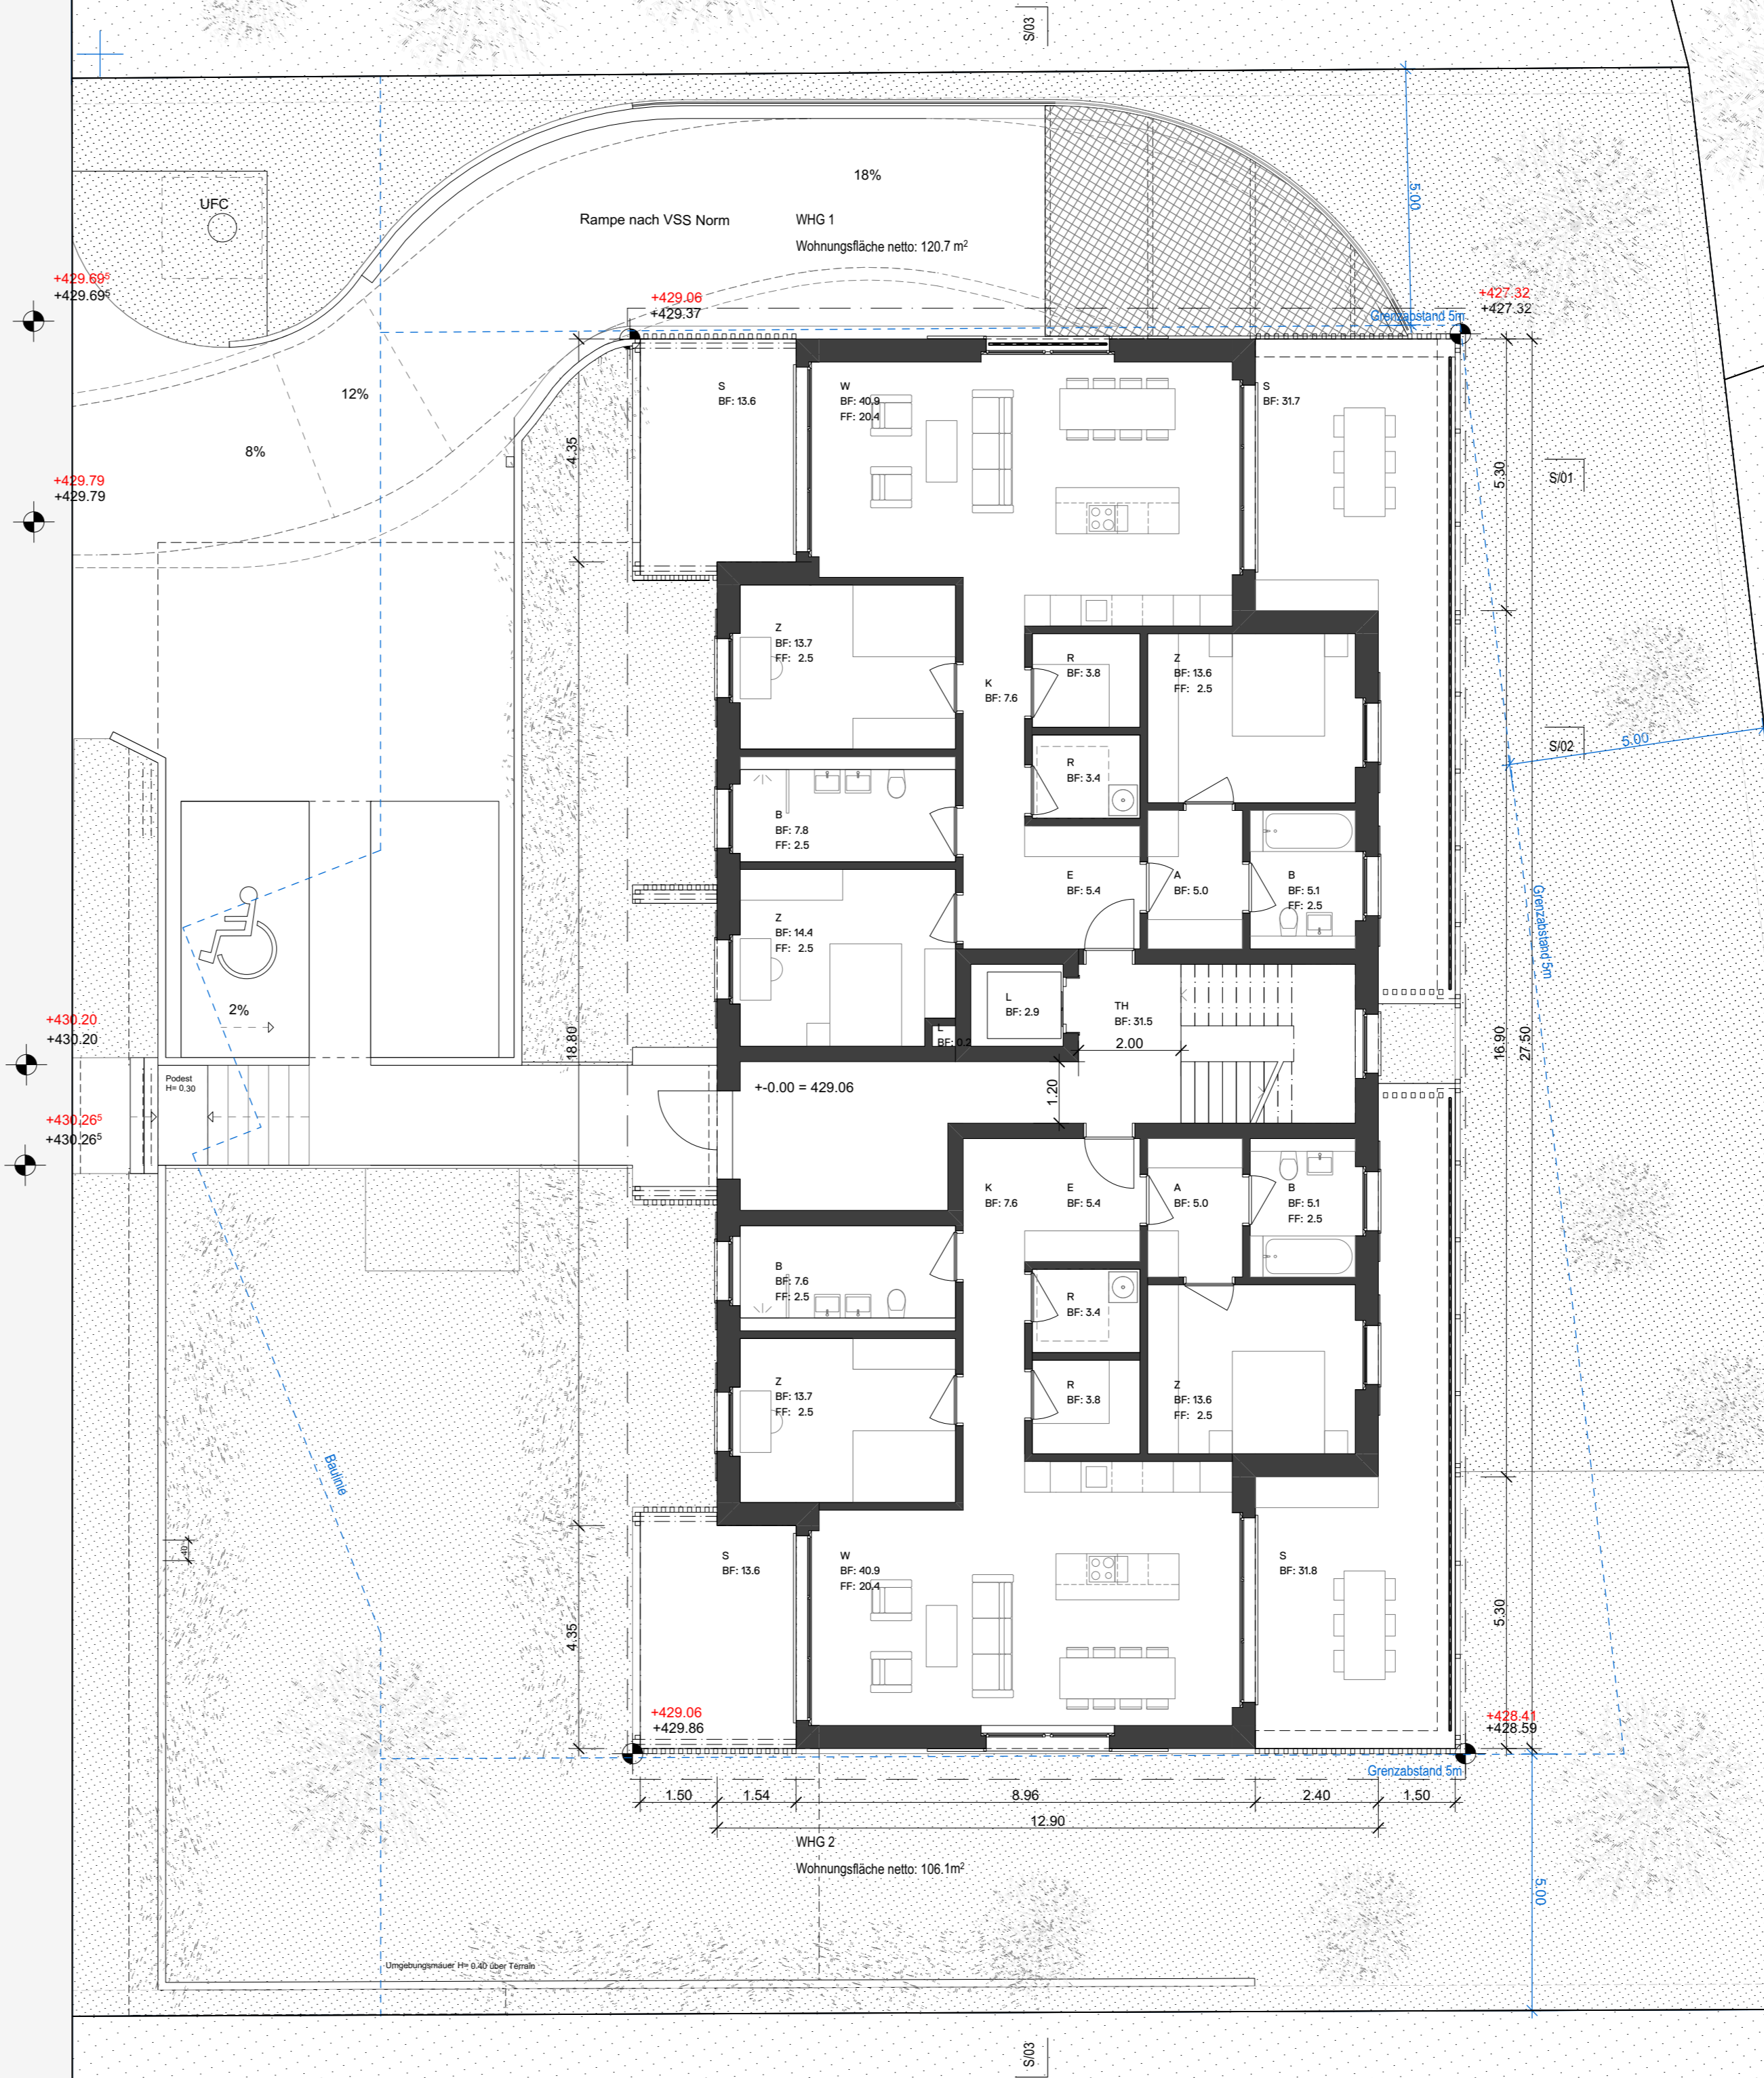 S/03
5.00
18%
UFC
Rampe nach VSS Norm
WHG 1
Wohnungsfläche netto: 120.7 m²
+429.69⁵
+429.69⁵
+429.06
+429.37
+427.32
+427.32
Grenzabstand 5m
12%
8%
S
BF: 13.6
W
BF: 40.9
FF: 20.4
S
BF: 31.7
4.35
5.30
S/01
+429.79
+429.79
Z
BF: 13.7
FF: 2.5
K
BF: 7.6
R
BF: 3.8
Z
BF: 13.6
FF: 2.5
S/02
5.00
R
BF: 3.4
B
BF: 7.8
FF: 2.5
E
BF: 5.4
A
BF: 5.0
B
BF: 5.1
FF: 2.5
Grenzabstand 5m
Z
BF: 14.4
FF: 2.5
2%
L
BF: 2.9
TH
BF: 31.5
2.00
L
BF: 0.2
+430.20
+430.20
18.80
16.90
27.50
Podest
H= 0.30
+-0.00 = 429.06
1.20
+430.26⁵
+430.26⁵
K
BF: 7.6
E
BF: 5.4
A
BF: 5.0
B
BF: 5.1
FF: 2.5
B
BF: 7.6
FF: 2.5
R
BF: 3.4
Z
BF: 13.7
FF: 2.5
R
BF: 3.8
Z
BF: 13.6
FF: 2.5
Baulinie
40
S
BF: 13.6
W
BF: 40.9
FF: 20.4
S
BF: 31.8
4.35
5.30
+429.06
+429.86
+428.41
+428.59
Grenzabstand 5m
1.50
1.54
8.96
2.40
1.50
12.90
WHG 2
Wohnungsfläche netto: 106.1m²
5.00
Umgebungsmauer H= 0.40 über Terrain
S/03